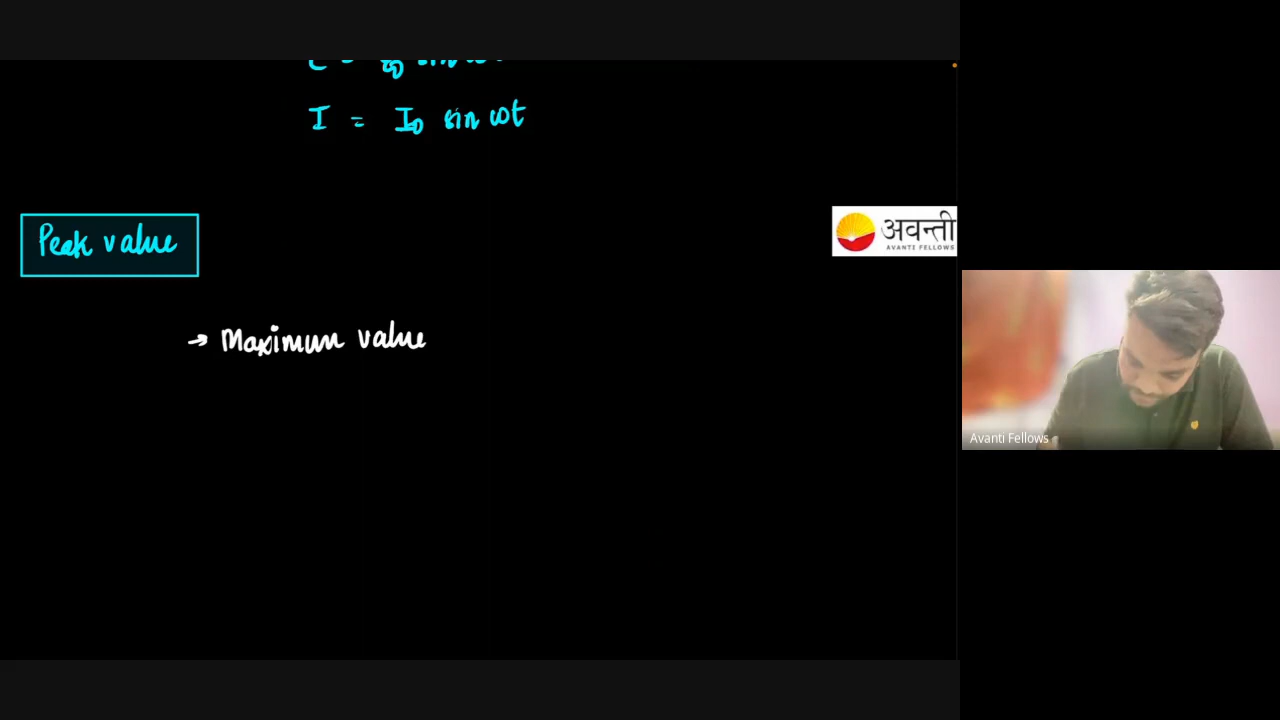 I = I₀ sin ωt
Peak value
अवन्ती
AVANTI FELLOWS
→ Maximum value
Avanti Fellows